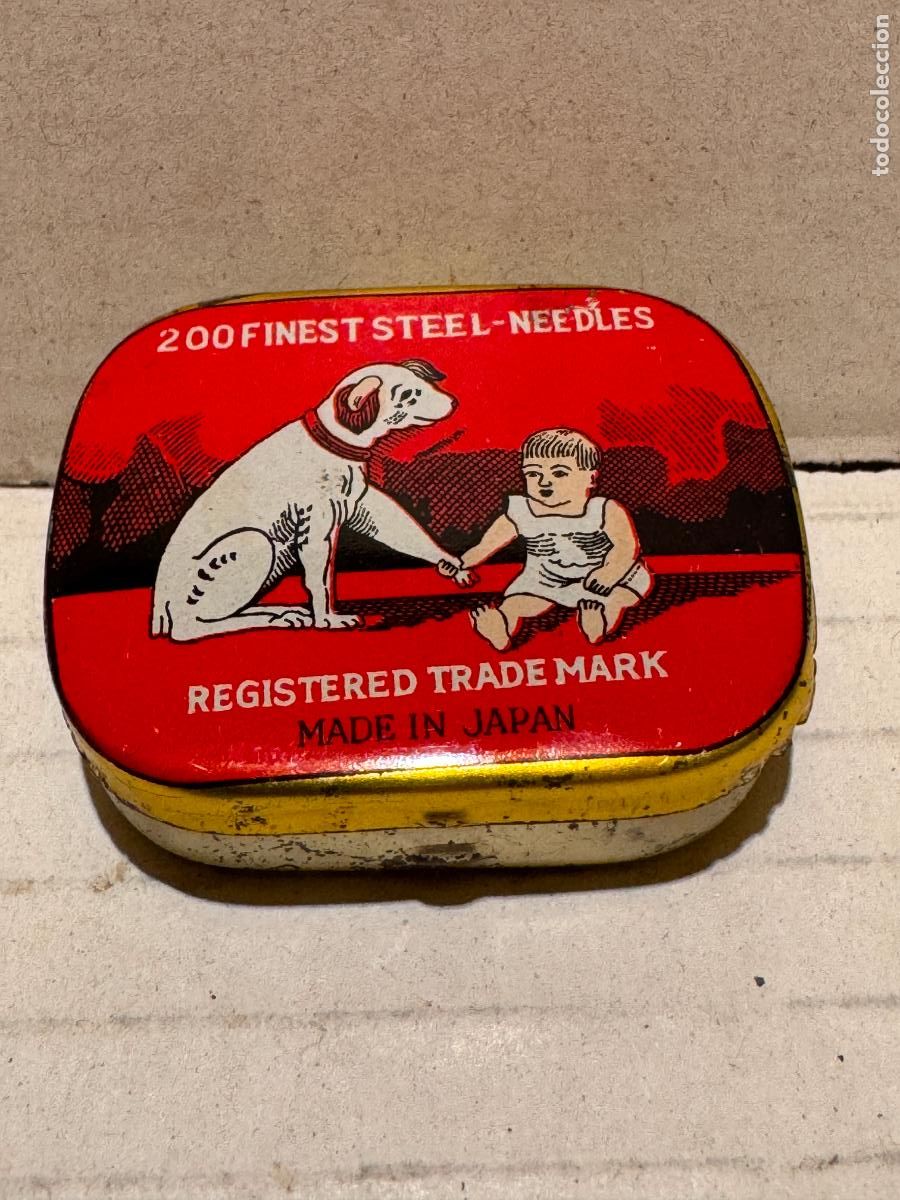 todocoleccion
200 FINEST STEEL-NEEDLES
REGISTERED TRADE MARK
MADE IN JAPAN